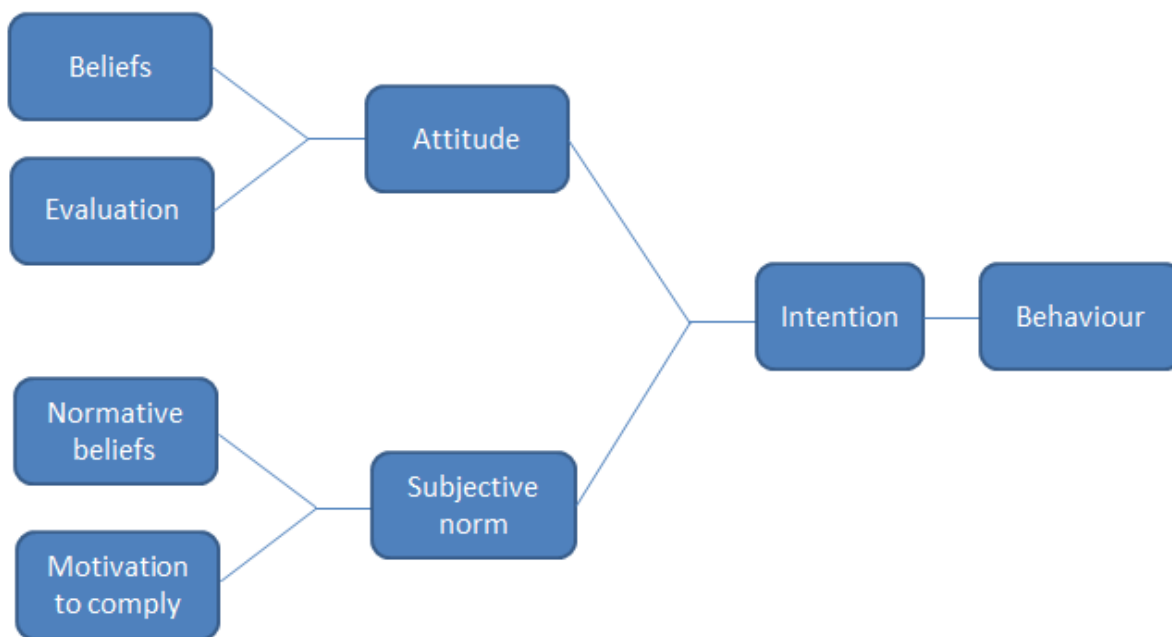 Beliefs
Evaluation
Attitude
Normative
beliefs
Motivation
to comply
Subjective
norm
Intention
Behaviour